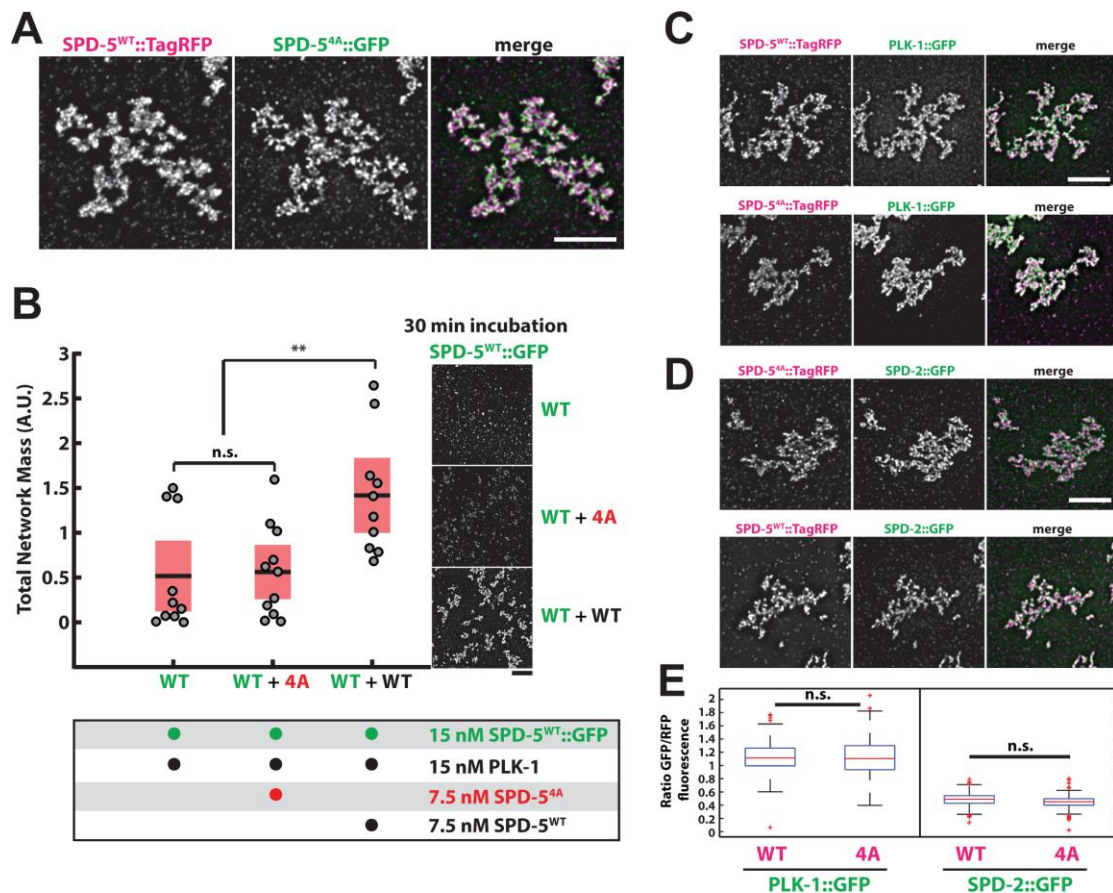 A
SPD-5WT::TagRFP SPD-54A::GFP merge
B
30 min incubation
SPD-5WT::GFP
Total Network Mass (A.U.)
3
2.5
2
1.5
1
0.5
0
n.s.
**
WT
WT + 4A
WT + WT
WT WT + 4A WT + WT
15 nM SPD-5WT::GFP
15 nM PLK-1
7.5 nM SPD-54A
7.5 nM SPD-5WT
C
SPD-5WT::TagRFP PLK-1::GFP merge
SPD-54A::TagRFP PLK-1::GFP merge
D
SPD-54A::TagRFP SPD-2::GFP merge
SPD-5WT::TagRFP SPD-2::GFP merge
E
Ratio GFP/RFP
fluorescence
2
1.8
1.6
1.4
1.2
1
0.8
0.6
0.4
0.2
0
n.s. n.s.
WT 4A WT 4A
PLK-1::GFP SPD-2::GFP